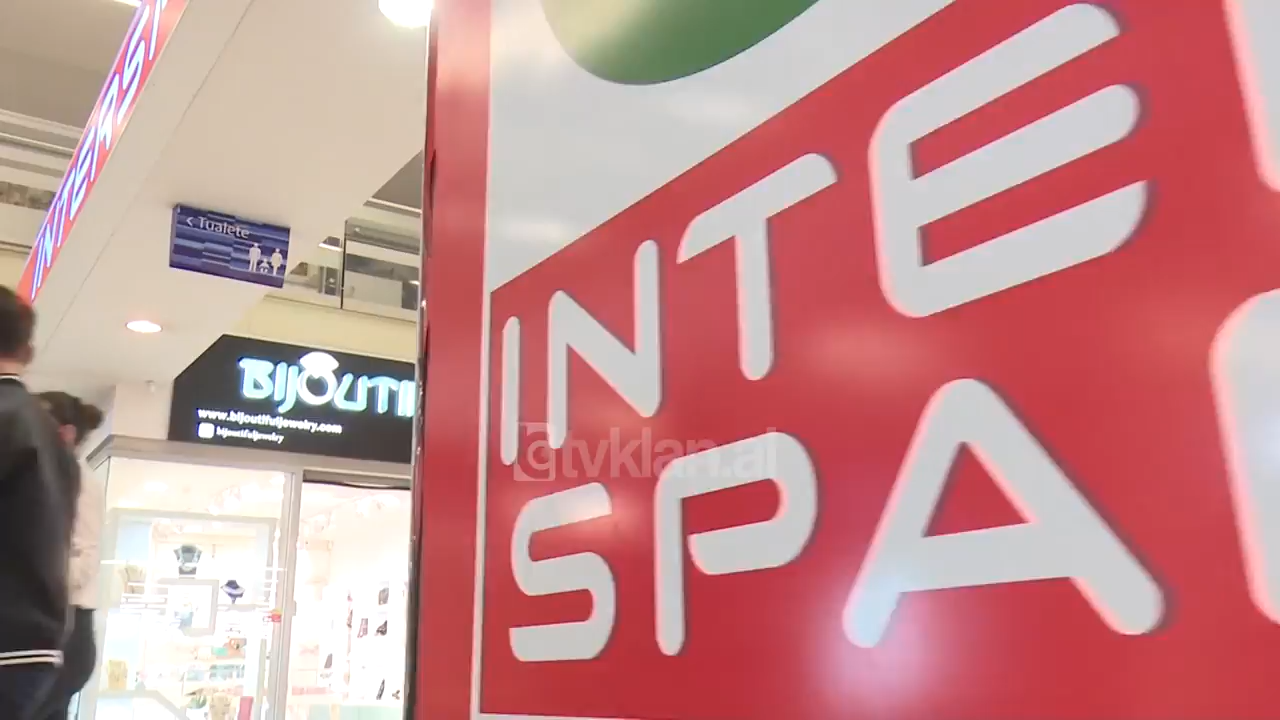 INTERSP
< Tualete
BIJOUTI
www.bijoutifuljewelry.com
bijoutifuljewelry
INTE
SPA
tvklan.al